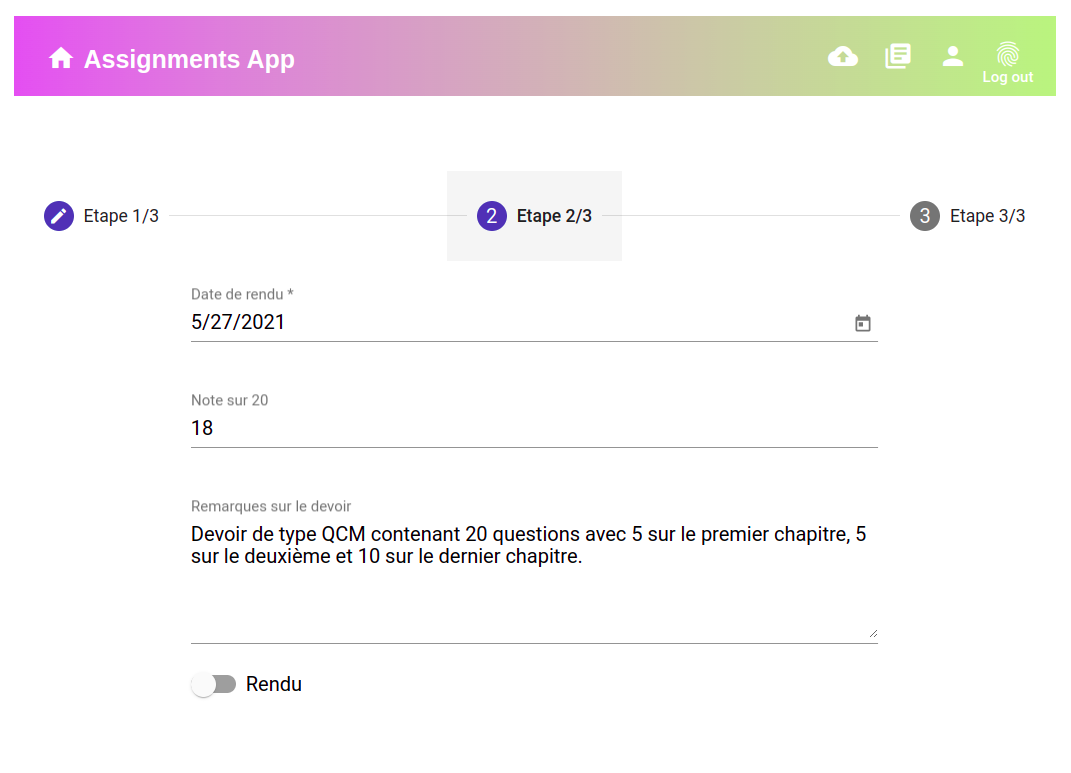 Assignments App
Log out
Etape 1/3
2 Etape 2/3
3 Etape 3/3
Date de rendu *
5/27/2021
Note sur 20
18
Remarques sur le devoir
Devoir de type QCM contenant 20 questions avec 5 sur le premier chapitre, 5
sur le deuxième et 10 sur le dernier chapitre.
Rendu